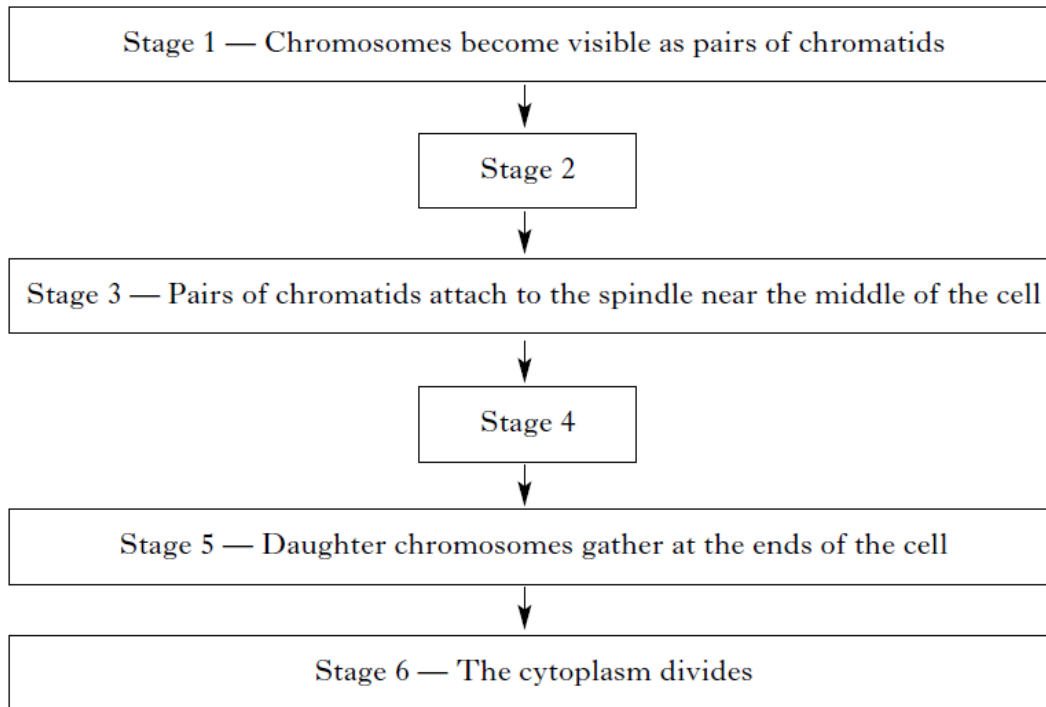 Stage 1 — Chromosomes become visible as pairs of chromatids
Stage 2
Stage 3 — Pairs of chromatids attach to the spindle near the middle of the cell
Stage 4
Stage 5 — Daughter chromosomes gather at the ends of the cell
Stage 6 — The cytoplasm divides